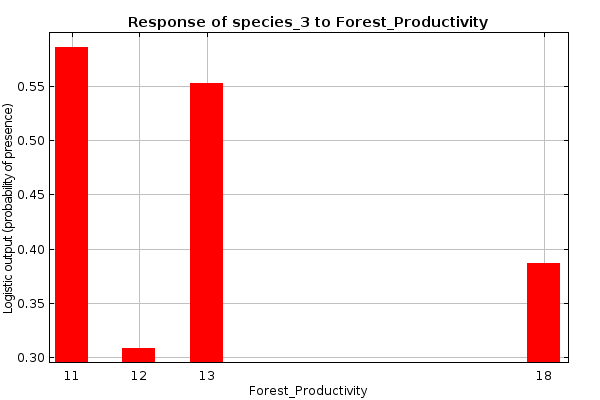 Response of species_3 to Forest_Productivity
Logistic output (probability of presence)
0.55
0.50
0.45
0.40
0.35
0.30
11 12 13 18
Forest_Productivity